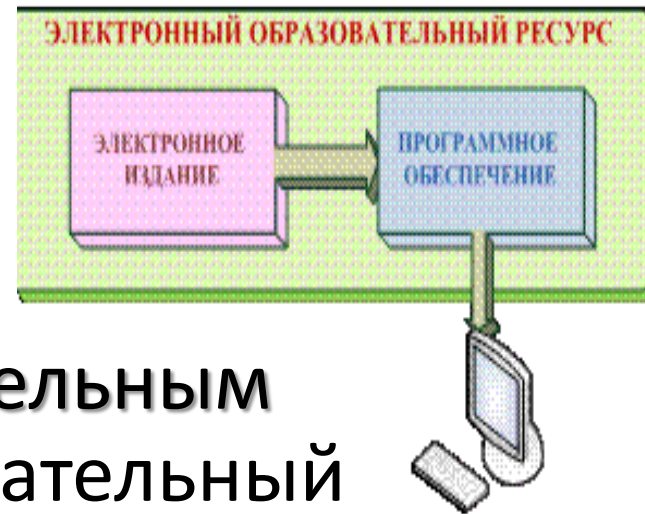 ЭЛЕКТРОННЫЙ ОБРАЗОВАТЕЛЬНЫЙ РЕСУРС
ЭЛЕКТРОННОЕ
ИЗДАНИЕ
ПРОГРАММНОЕ
ОБЕСПЕЧЕНИЕ
ельным
ательный